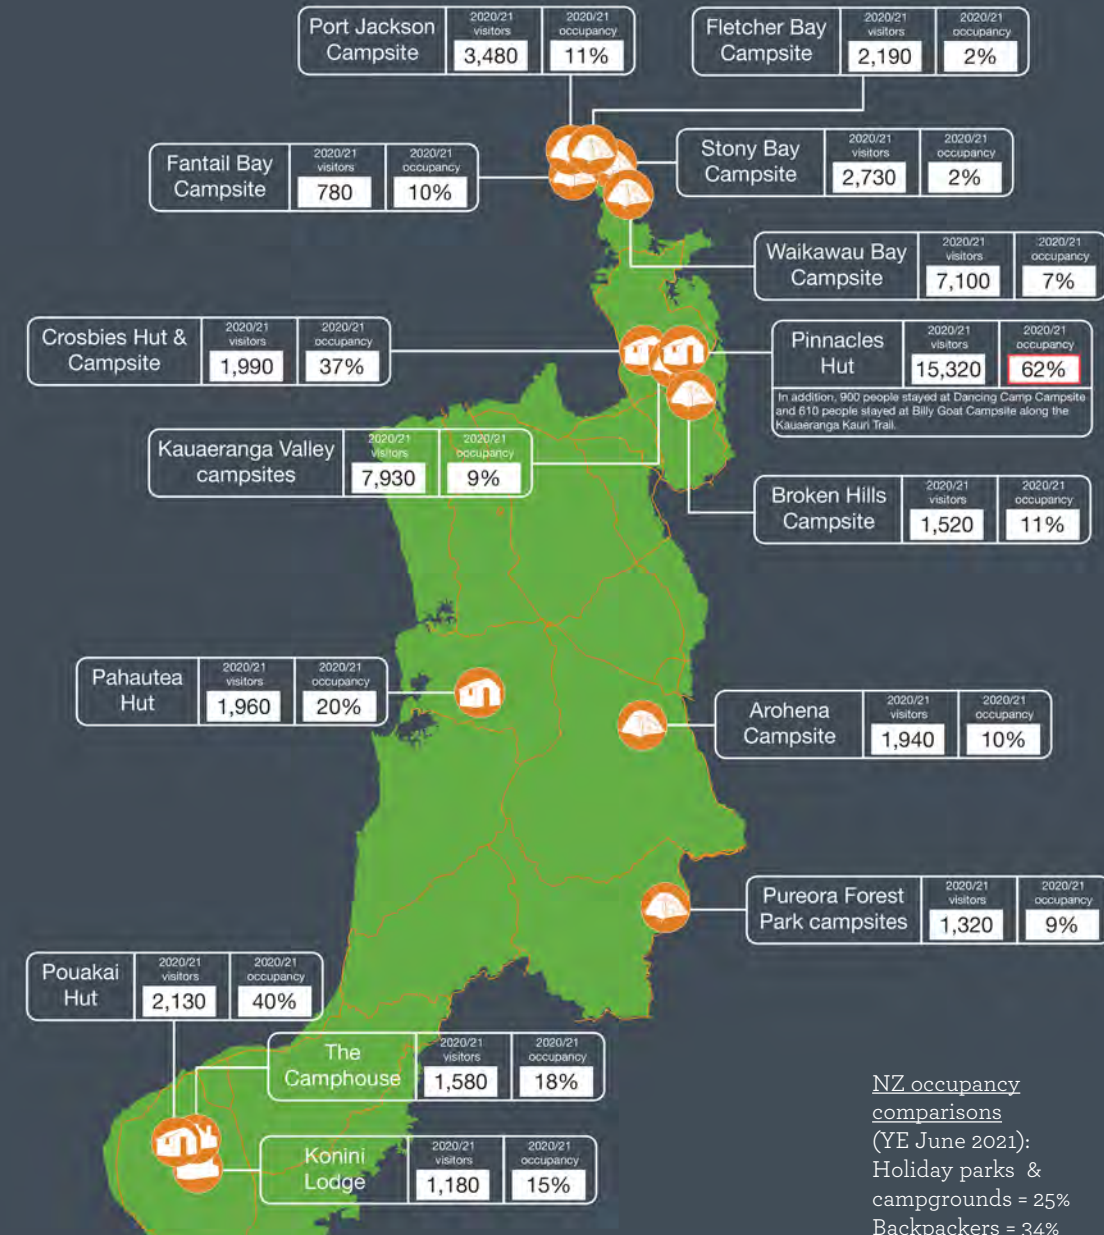 Port Jackson
Campsite
2020/21
visitors
3,480
2020/21
occupancy
11%
Fletcher Bay
Campsite
2020/21
visitors
2,190
2020/21
occupancy
2%
Fantail Bay
Campsite
2020/21
visitors
780
2020/21
occupancy
10%
Stony Bay
Campsite
2020/21
visitors
2,730
2020/21
occupancy
2%
Waikawau Bay
Campsite
2020/21
visitors
7,100
2020/21
occupancy
7%
Crosbies Hut &
Campsite
2020/21
visitors
1,990
2020/21
occupancy
37%
Pinnacles
Hut
2020/21
visitors
15,320
2020/21
occupancy
62%
In addition, 900 people stayed at Dancing Camp Campsite
and 610 people stayed at Billy Goat Campsite along the
Kauaeranga Kauri Trail.
Kauaeranga Valley
campsites
2020/21
visitors
7,930
2020/21
occupancy
9%
Broken Hills
Campsite
2020/21
visitors
1,520
2020/21
occupancy
11%
Pahautea
Hut
2020/21
visitors
1,960
2020/21
occupancy
20%
Arohena
Campsite
2020/21
visitors
1,940
2020/21
occupancy
10%
Pureora Forest
Park campsites
2020/21
visitors
1,320
2020/21
occupancy
9%
Pouakai
Hut
2020/21
visitors
2,130
2020/21
occupancy
40%
The
Camphouse
2020/21
visitors
1,580
2020/21
occupancy
18%
Konini
Lodge
2020/21
visitors
1,180
2020/21
occupancy
15%
NZ occupancy
comparisons
(YE June 2021):
Holiday parks &
campgrounds = 25%
Backpackers = 34%